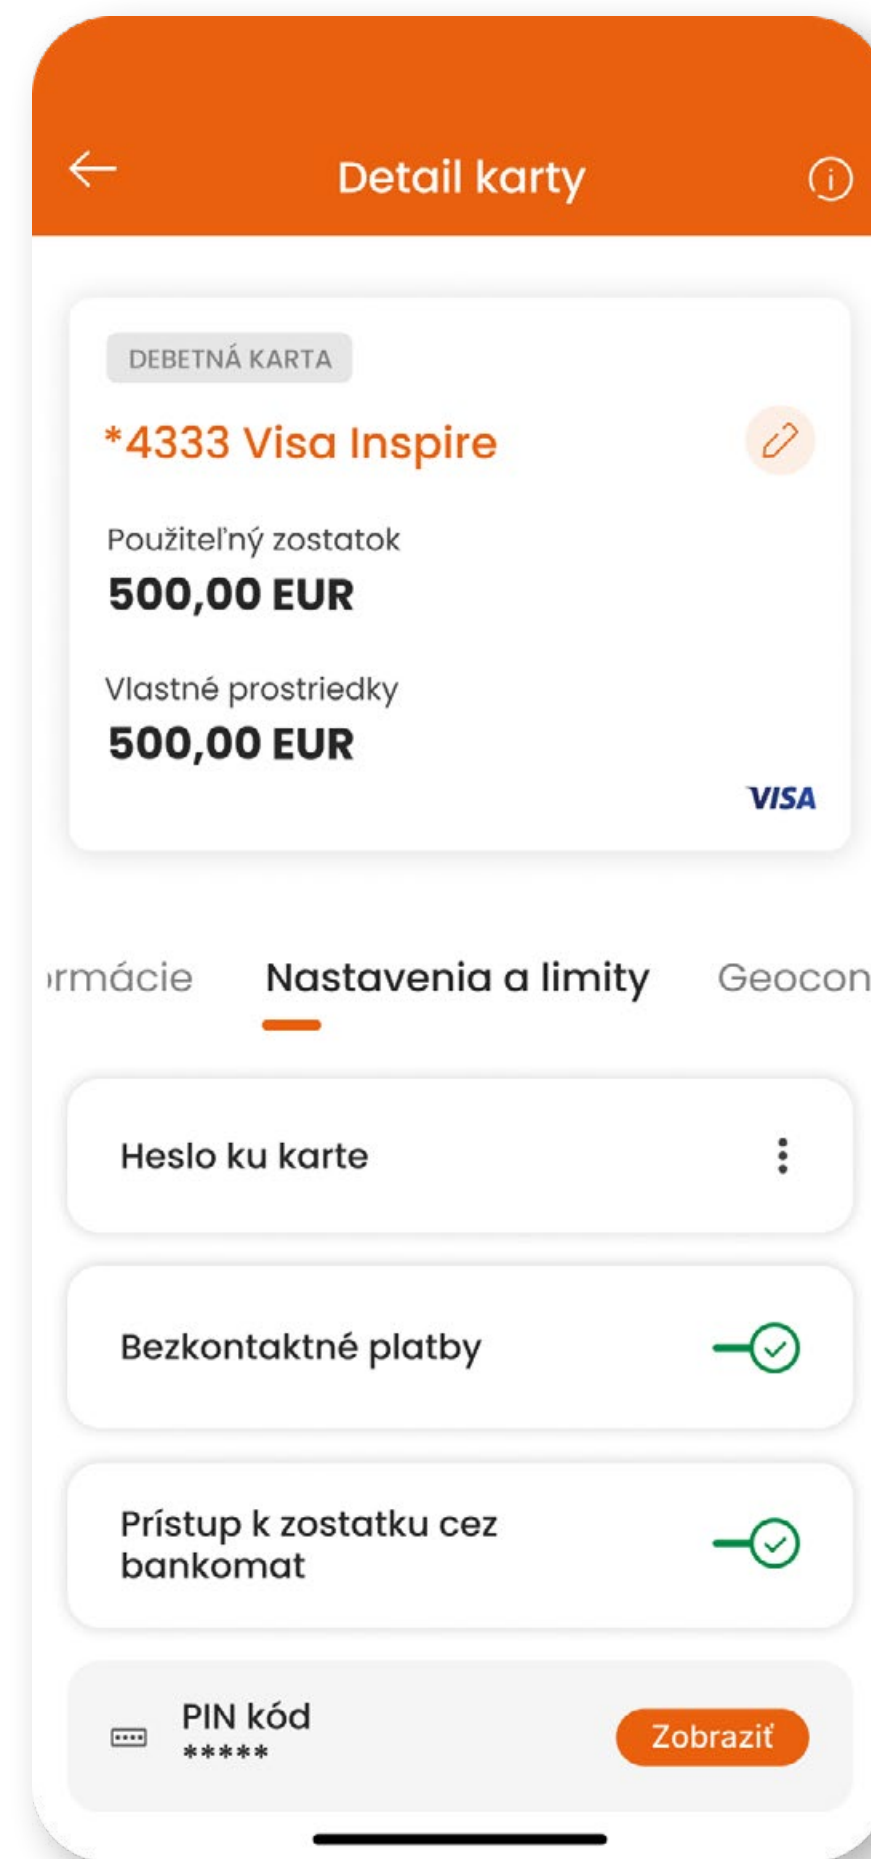 Detail karty
DEBETNÁ KARTA
*4333 Visa Inspire
Použiteľný zostatok
500,00 EUR
Vlastné prostriedky
500,00 EUR
VISA
rmácie Nastavenia a limity Geocon
Heslo ku karte
Bezkontaktné platby
Prístup k zostatku cez
bankomat
PIN kód
*****
Zobraziť